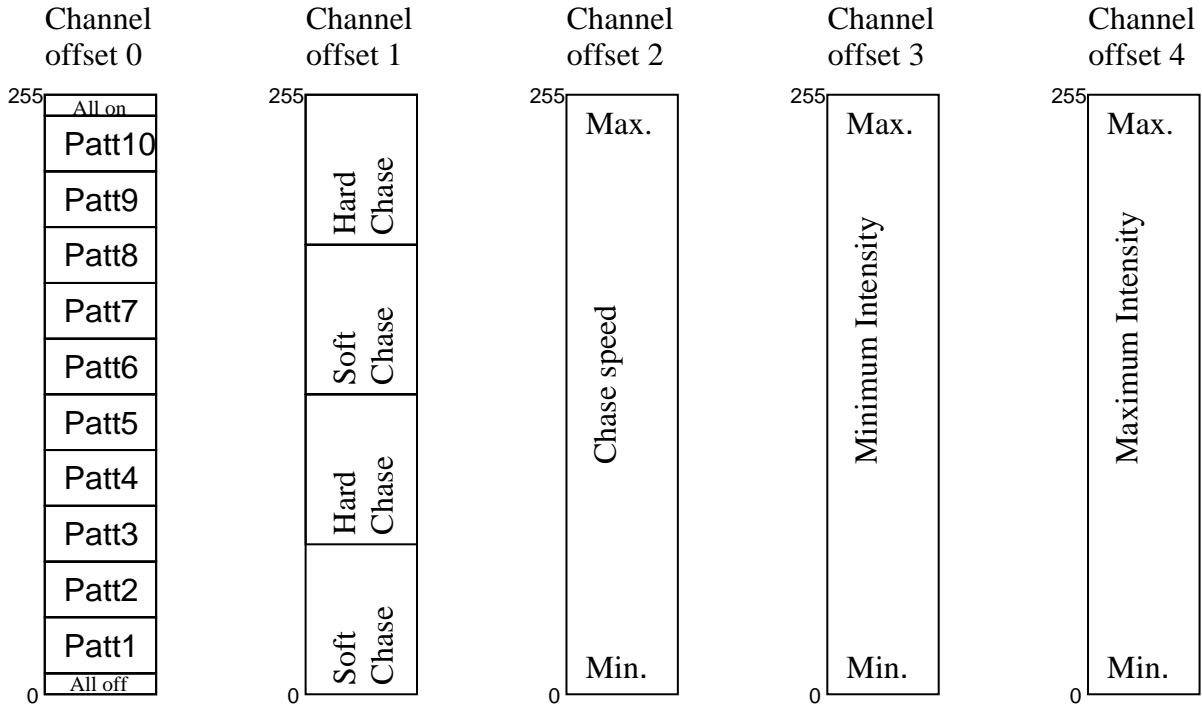 Channel
offset 0
255
All on
Patt10
Patt9
Patt8
Patt7
Patt6
Patt5
Patt4
Patt3
Patt2
Patt1
All off
0
Channel
offset 1
255
Hard
Chase
Soft
Chase
Hard
Chase
Soft
Chase
0
Channel
offset 2
255
Max.
Chase speed
Min.
0
Channel
offset 3
255
Max.
Minimum Intensity
Min.
0
Channel
offset 4
255
Max.
Maximum Intensity
Min.
0